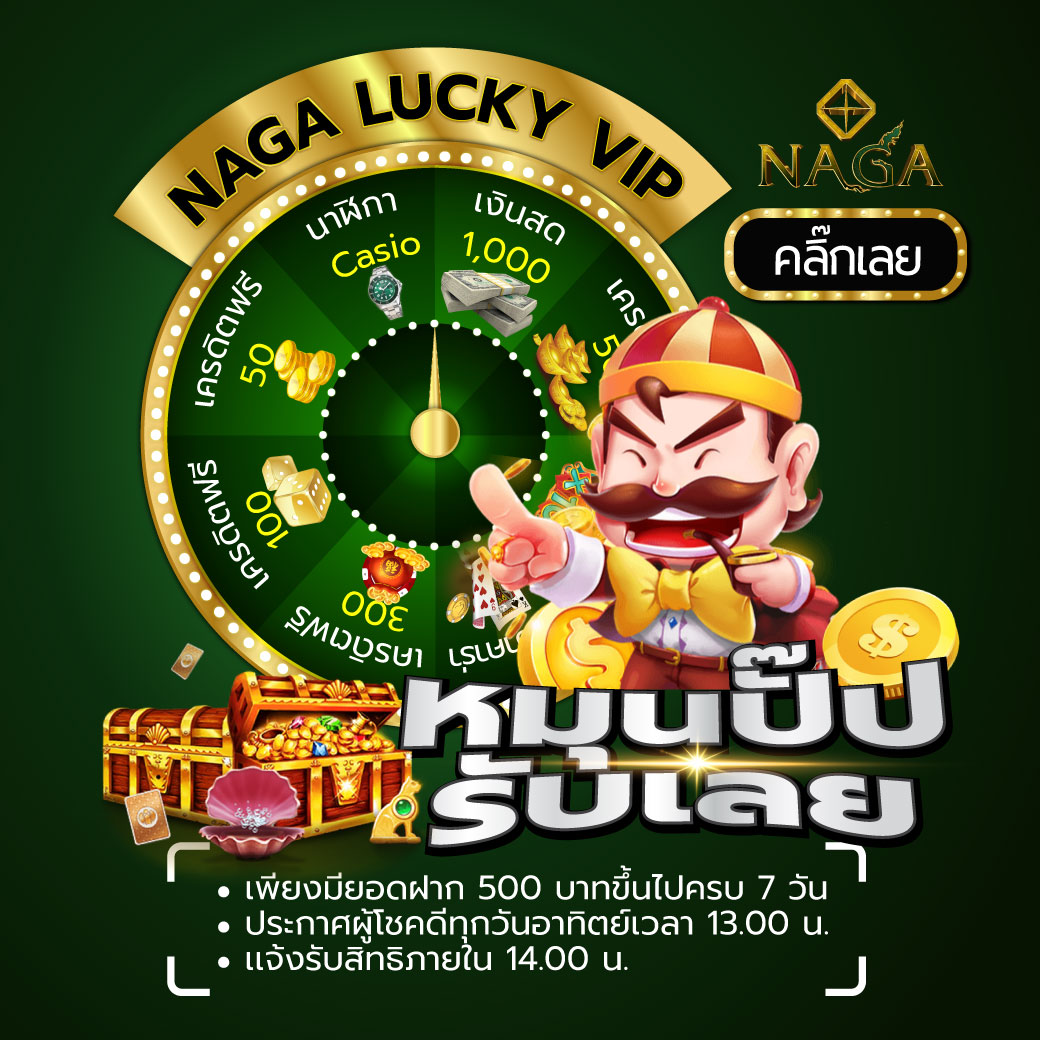 NAGA LUCKY VIP
NAGA
คลิ๊กเลย
นาฬิกา
Casio
เงินสด
1,000
เครดิตฟรี
50
เครดิตฟรี
100
เครดิตฟรี
300
หมุนปั๊ป
รับเลย
• เพียงมียอดฝาก 500 บาทขึ้นไปครบ 7 วัน
• ประกาศผู้โชคดีทุกวันอาทิตย์เวลา 13.00 น.
• แจ้งรับสิทธิภายใน 14.00 น.